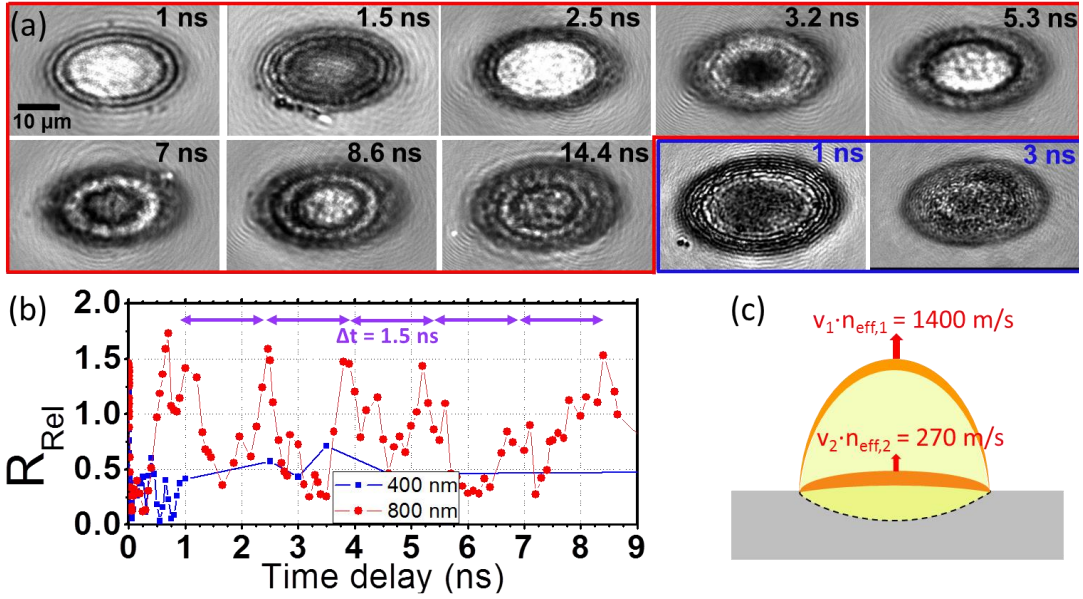 (a)
1 ns
1.5 ns
2.5 ns
3.2 ns
5.3 ns
10 µm
7 ns
8.6 ns
14.4 ns
1 ns
3 ns
(b)
2.0
1.5
1.0
0.5
0.0
R_Rel
Δt = 1.5 ns
400 nm
800 nm
0 1 2 3 4 5 6 7 8 9
Time delay (ns)
(c)
v₁·n_eff,1 = 1400 m/s
v₂·n_eff,2 = 270 m/s